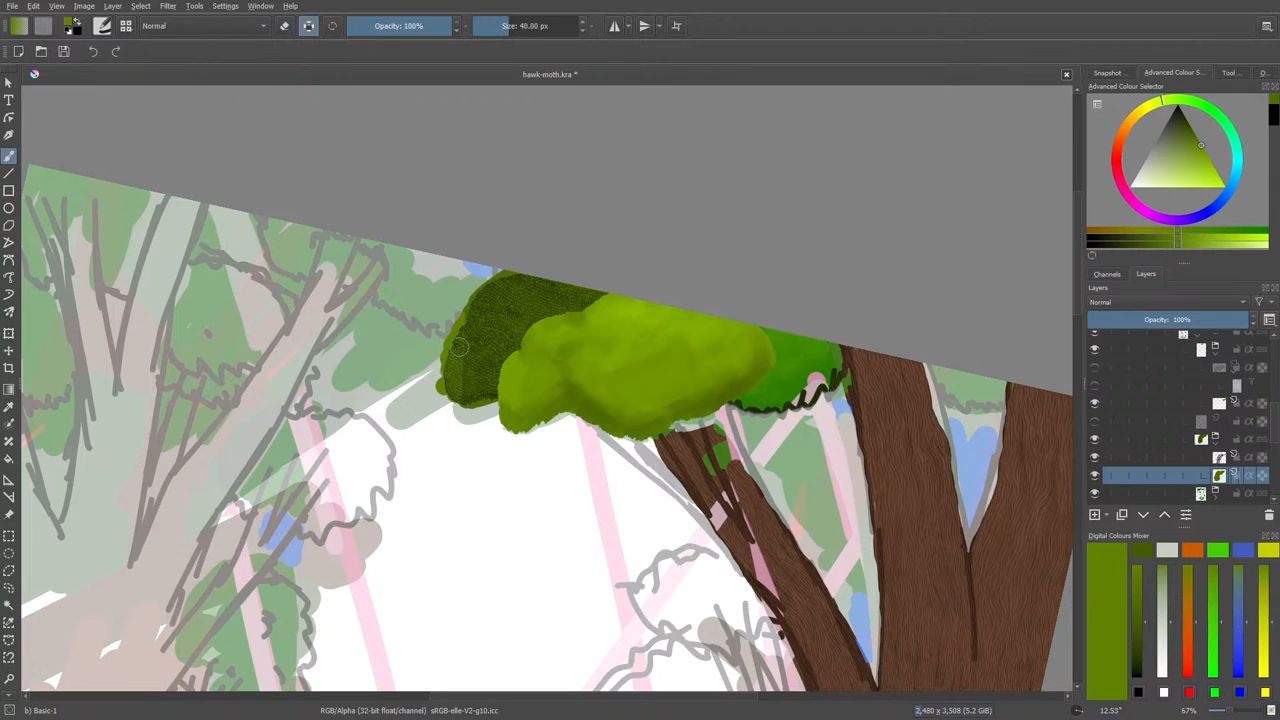 File Edit View Image Layer Select Filter Tools Settings Window Help
Normal
Opacity: 100%
Size: 40.00 px
hawk-moth.kra *
Snapshot ...
Advanced Colour S...
Tool ...
O...
Advanced Colour Selector
Channels
Layers
Layers
Normal
Opacity: 100%
Digital Colours Mixer
b) Basic-1
RGB/Alpha (32-bit float/channel) sRGB-elle-V2-g10.icc
2,480 x 3,508 (5.2 GiB)
12.53°
67%